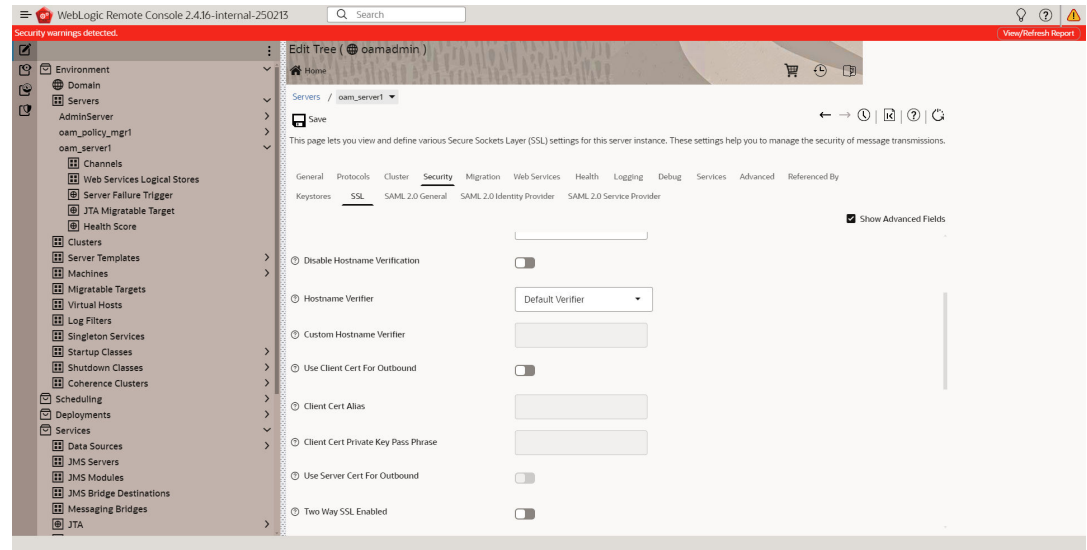 WebLogic Remote Console 2.4.16-internal-250213
Search
Security warnings detected.
View/Refresh Report
Edit Tree ( oamadmin )
Home
Environment
Domain
Servers
AdminServer
oam_policy_mgr1
oam_server1
Channels
Web Services Logical Stores
Server Failure Trigger
JTA Migratable Target
Health Score
Clusters
Server Templates
Machines
Migratable Targets
Virtual Hosts
Log Filters
Singleton Services
Startup Classes
Shutdown Classes
Coherence Clusters
Scheduling
Deployments
Services
Data Sources
JMS Servers
JMS Modules
JMS Bridge Destinations
Messaging Bridges
JTA
Servers / oam_server1
Save
This page lets you view and define various Secure Sockets Layer (SSL) settings for this server instance. These settings help you to manage the security of message transmissions.
General Protocols Cluster Security Migration Web Services Health Logging Debug Services Advanced Referenced By
Keystores SSL SAML 2.0 General SAML 2.0 Identity Provider SAML 2.0 Service Provider
Show Advanced Fields
Disable Hostname Verification
Hostname Verifier
Default Verifier
Custom Hostname Verifier
Use Client Cert For Outbound
Client Cert Alias
Client Cert Private Key Pass Phrase
Use Server Cert For Outbound
Two Way SSL Enabled